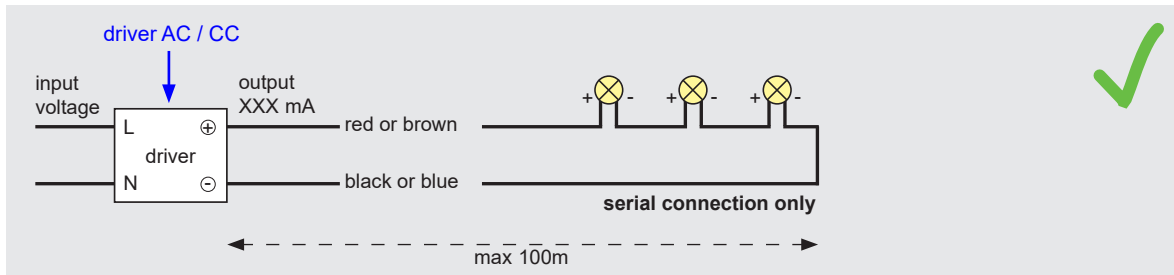 driver AC / CC
input
voltage
output
XXX mA
+ - + - + -
L +
red or brown
driver
N -
black or blue
serial connection only
max 100m